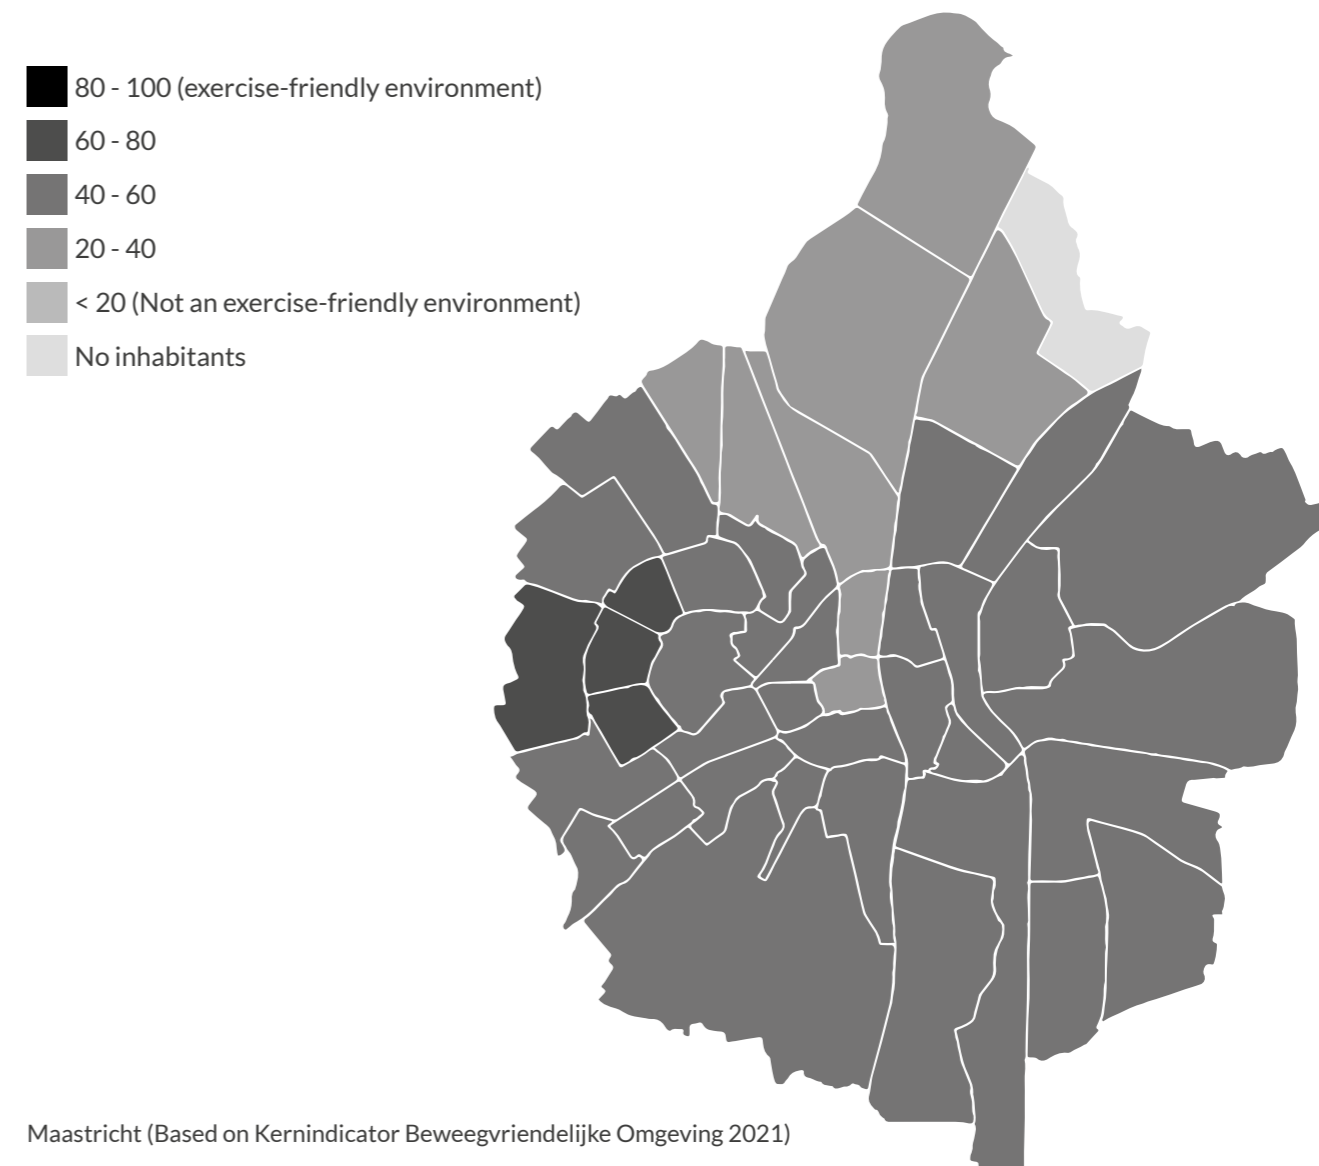 80 - 100 (exercise-friendly environment)
60 - 80
40 - 60
20 - 40
< 20 (Not an exercise-friendly environment)
No inhabitants
Maastricht (Based on Kernindicator Beweegvriendelijke Omgeving 2021)